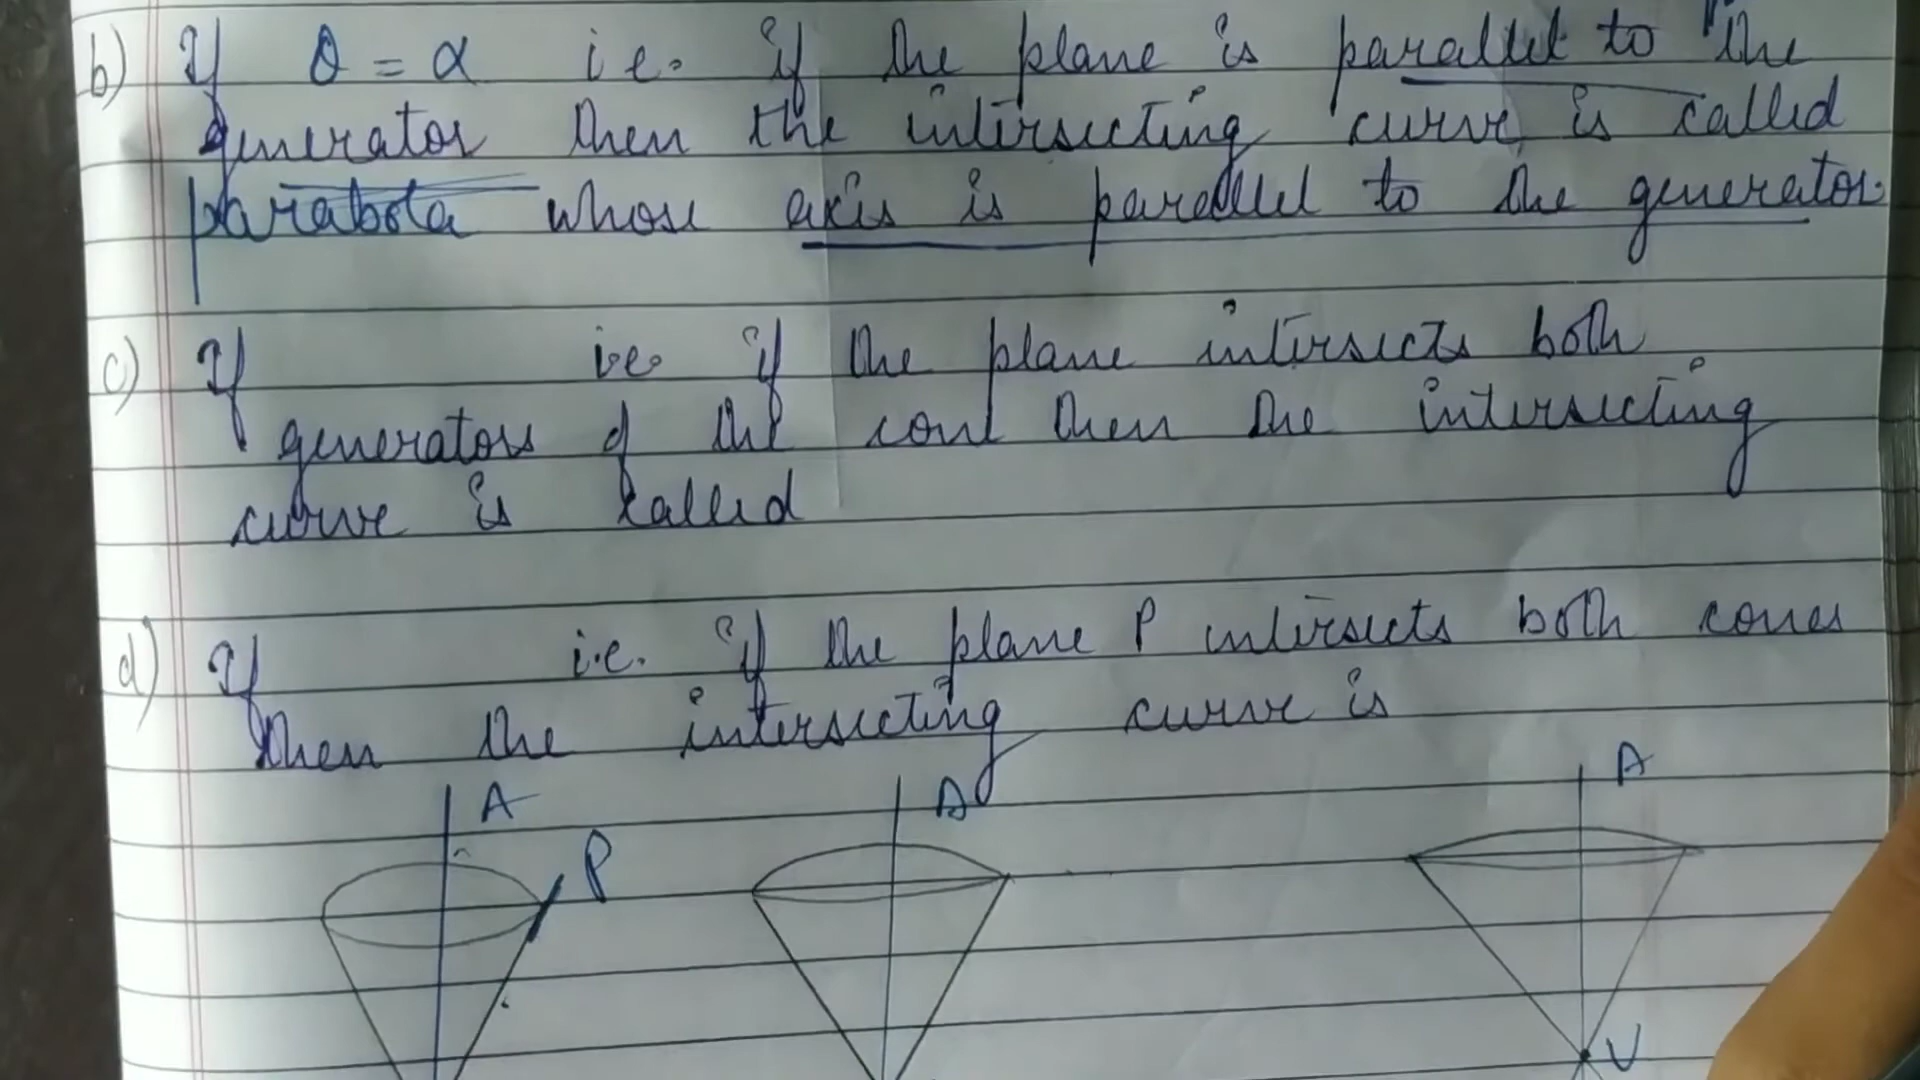 b) If θ = α i.e. if the plane is parallel to the
generator then the intersecting curve is called
parabola whose axis is parallel to the generator.
c) If i.e. if the plane intersects both
generators of the cone then the intersecting
curve is called
d) If i.e. if the plane P intersects both cones
then the intersecting curve is
A A A
P
V